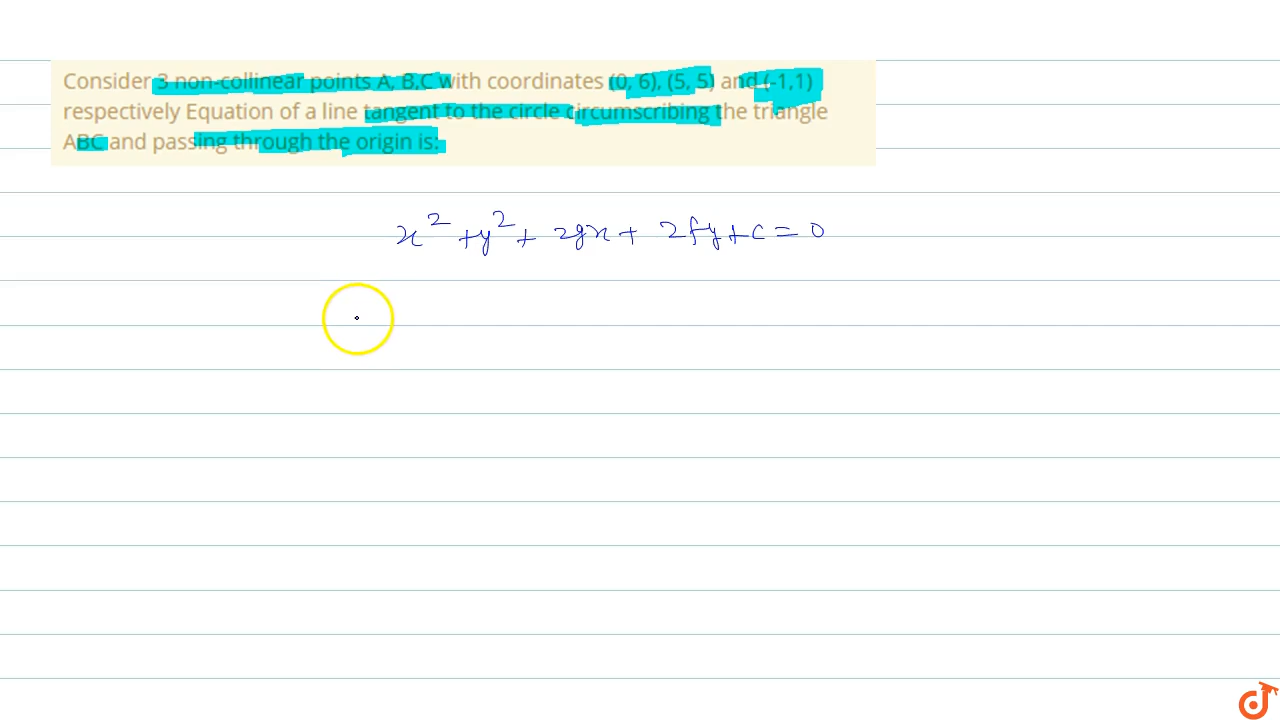 Consider 3 non-collinear points A, B,C with coordinates (0, 6), (5, 5) and (-1,1)
respectively Equation of a line tangent to the circle circumscribing the triangle
ABC and passing through the origin is:
x² + y² + 2gx + 2fy + c = 0